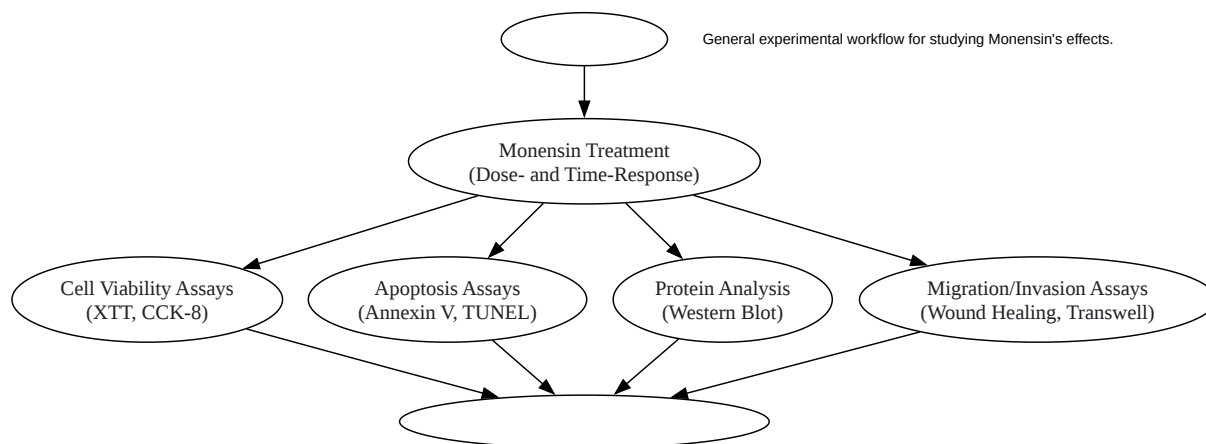 General experimental workflow for studying Monensin's effects.
Monensin Treatment
(Dose- and Time-Response)
Cell Viability Assays
(XTT, CCK-8)
Apoptosis Assays
(Annexin V, TUNEL)
Protein Analysis
(Western Blot)
Migration/Invasion Assays
(Wound Healing, Transwell)